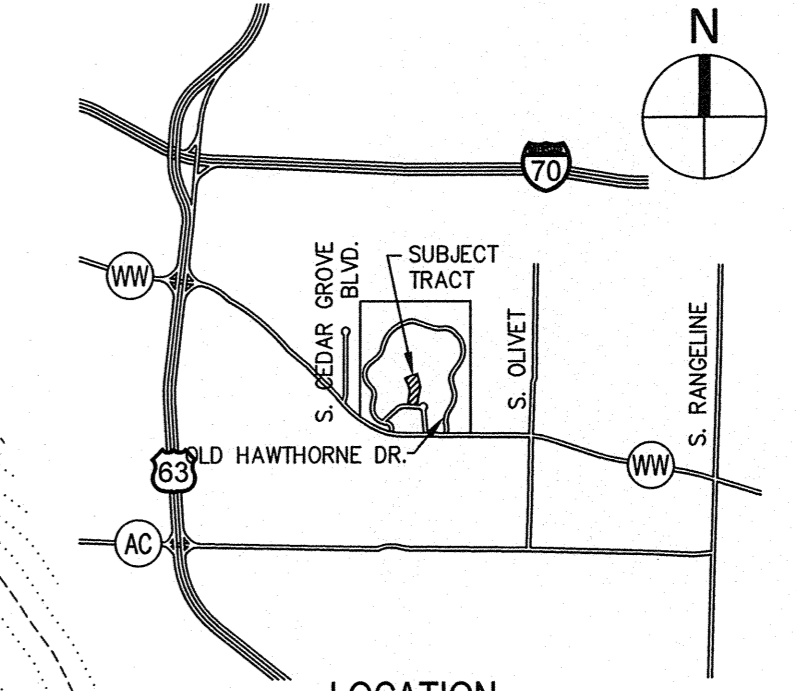 N
70
WW
S. CEDAR GROVE
BLVD.
SUBJECT
TRACT
S. OLIVET
S. RANGELINE
OLD HAWTHORNE DR.
63
WW
AC
LOCATION